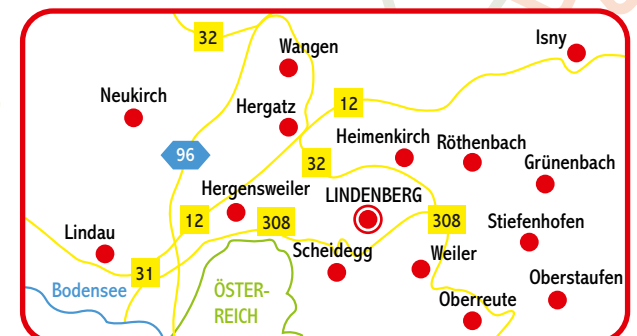 32
Wangen
Isny
Neukirch
Hergatz
12
Heimenkirch
Röthenbach
96
32
Grünenbach
Hergensweiler
LINDENBERG
12
308
308
Stiefenhofen
Lindau
Scheidegg
Weiler
31
Oberstaufen
Bodensee
ÖSTER-
REICH
Oberreute